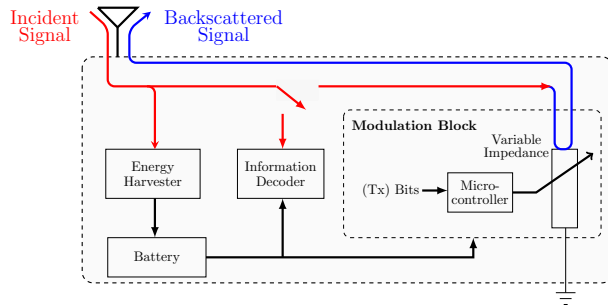 Incident
Signal
Backscattered
Signal
Modulation Block
Variable
Impedance
Energy
Harvester
Information
Decoder
(Tx) Bits
Micro-
controller
Battery